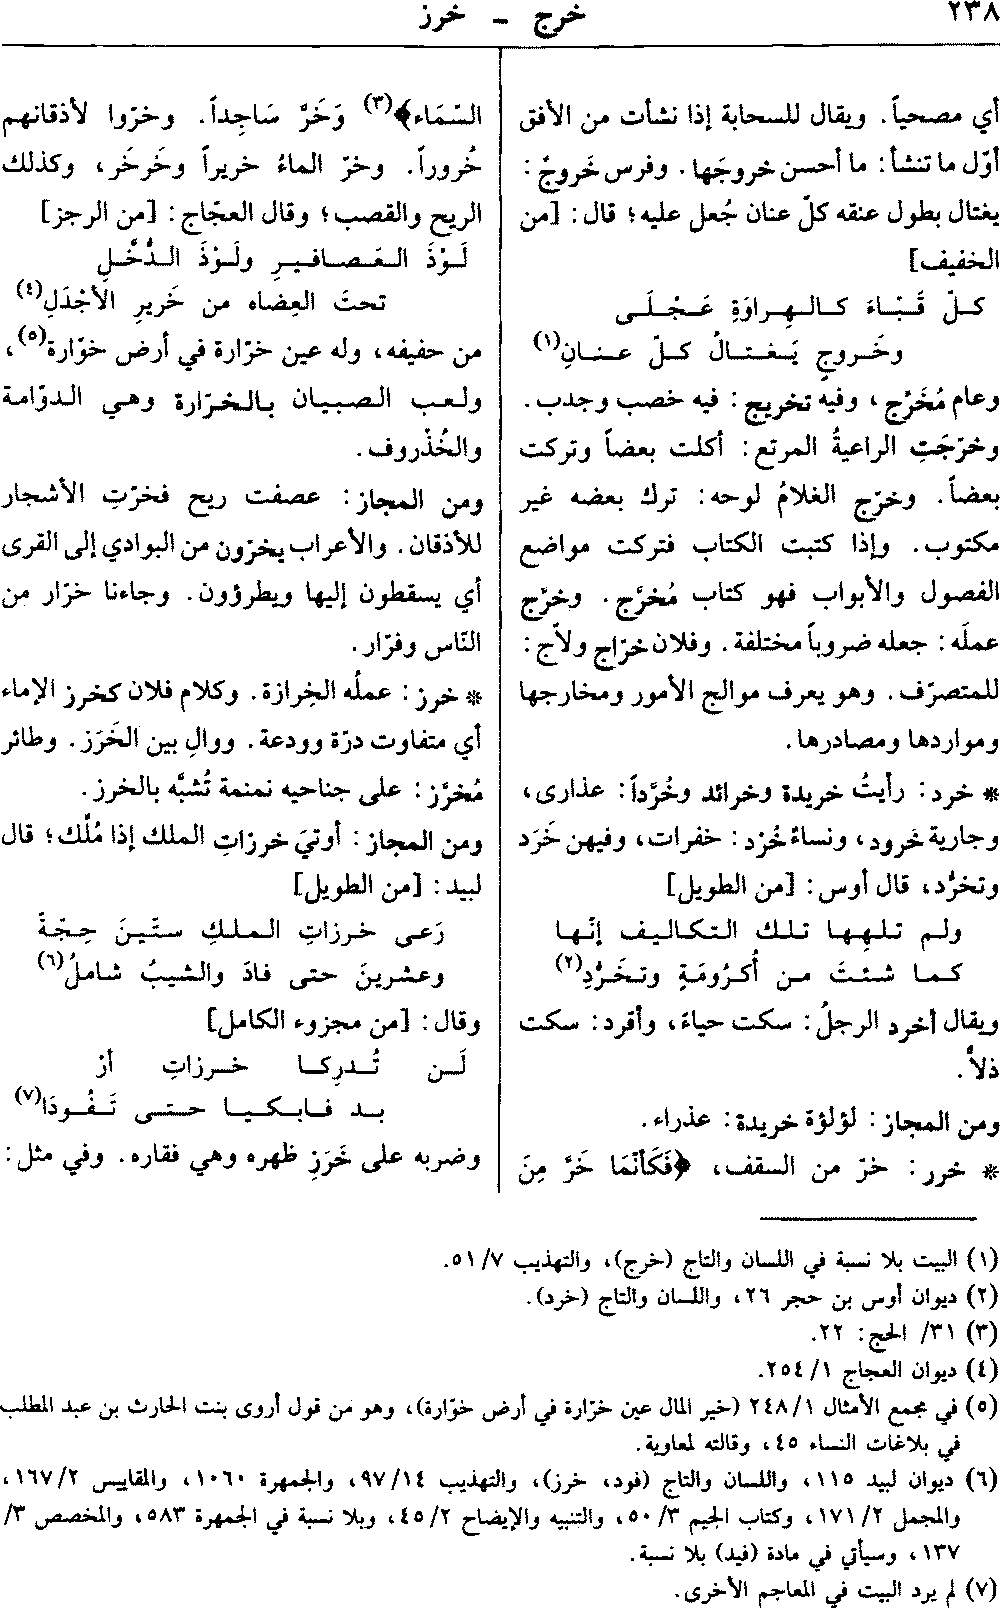 ٢٣٨
خرج - خرز
أي مصحياً. ويقال للسحابة إذا نشأت من الأفق
أوّل ما تنشأ: ما أحسن خروجَها. وفرس خَروجٌ:
يغتال بطول عنقه كلّ عنان جُعل عليه؛ قال: [من
الخفيف]
كلّ قَبّاءَ كالهِراوَةِ عَجْلَى
وخَروجٍ يَغتالُ كلّ عنانِ(١)
وعام مُخَرَّج، وفيه تخريج: فيه خصب وجدب.
وخرّجَتِ الراعيةُ المرتع: أكلت بعضاً وتركت
بعضاً. وخرّج الغلامُ لوحه: ترك بعضه غير
مكتوب. وإذا كتبت الكتاب فتركت مواضع
الفصول والأبواب فهو كتاب مُخرَّج. وخرّج
عملَه: جعله ضروباً مختلفة. وفلان خرّاج ولاّج:
للمتصرّف. وهو يعرف موالج الأمور ومخارجها
ومواردها ومصادرها.
* خرد: رأيتُ خريدة وخرائد وخُرَّداً: عذارى،
وجارية خَرود، ونساءٌ خُرْد: خفرات، وفيهن خَرَد
وتخرُّد، قال أوس: [من الطويل]
ولم تلهِها تلك التكاليف إنّها
كما شئتَ من أُكرُومَةٍ وتخَرُّدِ(٢)
ويقال أخرد الرجلُ: سكت حياءً، وأقرد: سكت
ذلاًّ.
ومن المجاز: لؤلؤة خريدة: عذراء.
* خرر: خرّ من السقف، ﴿فَكَأنّمَا خَرَّ مِنَ
السّمَاء﴾(٣) وَخَرَّ سَاجِداً. وخرّوا لأذقانهم
خُروراً. وخرّ الماءُ خريراً وخَرخَر، وكذلك
الريح والقصب؛ وقال العجّاج: [من الرجز]
لَوْذَ العَصافيرِ ولَوْذَ الدُّخَّلِ
تحتَ العِضاه من خَريرِ الأجْدَلِ(٤)
من حفيفه، وله عين خرّارة في أرض خوّارة(٥)،
ولعب الصبيان بالخرّارة وهي الدوّامة
والخُذْروف.
ومن المجاز: عصفت ريح فخرّتِ الأشجار
للأذقان. والأعراب يخرّون من البوادي إلى القرى
أي يسقطون إليها ويطرؤون. وجاءنا خرّار من
النّاس وفرّار.
* خرز: عملُه الخِرازة. وكلام فلان كخرز الإماء
أي متفاوت درّة وودعة. ووالِ بين الخَرَز. وطائر
مُخرَّز: على جناحيه نمنمة تُشبَّه بالخرز.
ومن المجاز: أوتيَ خرزاتِ الملك إذا مُلّك؛ قال
لبيد: [من الطويل]
رَعى خرزاتِ الملكِ ستّينَ حِجّةً
وعشرينَ حتى فادَ والشيبُ شاملُ(٦)
وقال: [من مجزوء الكامل]
لَن تُدرِكا خرزاتِ أرْ
بد فابكيا حتى تَفُودَا(٧)
وضربه على خَرَزِ ظهره وهي فقاره. وفي مثل:
(١) البيت بلا نسبة في اللسان والتاج (خرج)، والتهذيب ٥١/٧.
(٢) ديوان أوس بن حجر ٢٦، واللسان والتاج (خرد).
(٣) ٣١/ الحج: ٢٢.
(٤) ديوان العجاج ٢٥٤/١.
(٥) في مجمع الأمثال ٢٤٨/١ (خير المال عين خرّارة في أرض خوّارة)، وهو من قول أروى بنت الحارث بن عبد المطلب
في بلاغات النساء ٤٥، وقالته لمعاوية.
(٦) ديوان لبيد ١١٥، واللسان والتاج (فود، خرز)، والتهذيب ٩٧/١٤، والجمهرة ١٠٦٠، والمقاييس ١٦٧/٢،
والمجمل ١٧١/٢، وكتاب الجيم ٥٠/٣، والتنبيه والإيضاح ٤٥/٢، وبلا نسبة في الجمهرة ٥٨٣، والمخصص ٣/
١٣٧، وسيأتي في مادة (فيد) بلا نسبة.
(٧) لم يرد البيت في المعاجم الأخرى.